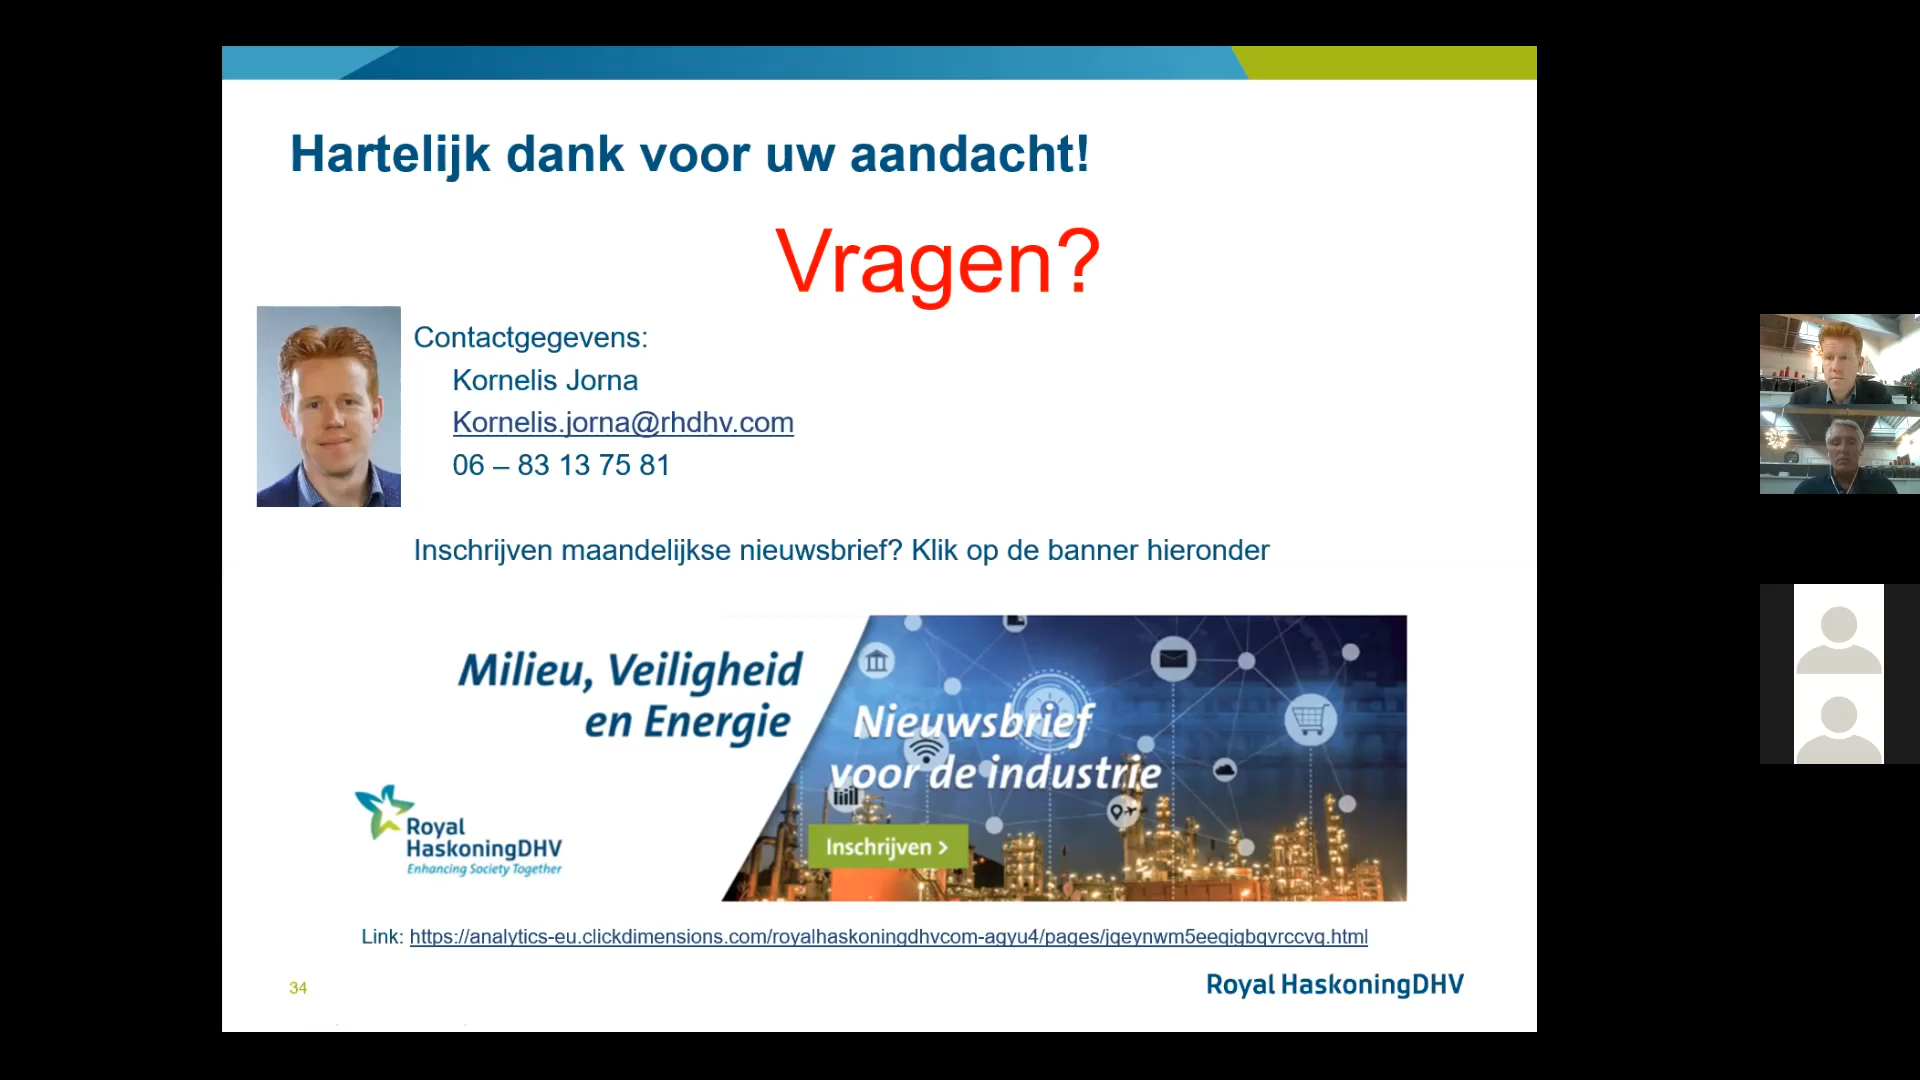 Hartelijk dank voor uw aandacht!
Vragen?
Contactgegevens:
Kornelis Jorna
Kornelis.jorna@rhdhv.com
06 – 83 13 75 81
Inschrijven maandelijkse nieuwsbrief? Klik op de banner hieronder
Milieu, Veiligheid
en Energie
Nieuwsbrief
voor de industrie
Inschrijven >
Royal
HaskoningDHV
Enhancing Society Together
Link: https://analytics-eu.clickdimensions.com/royalhaskoningdhvcom-agyu4/pages/jqeynwm5eeqigbqvrccvq.html
34
Royal HaskoningDHV